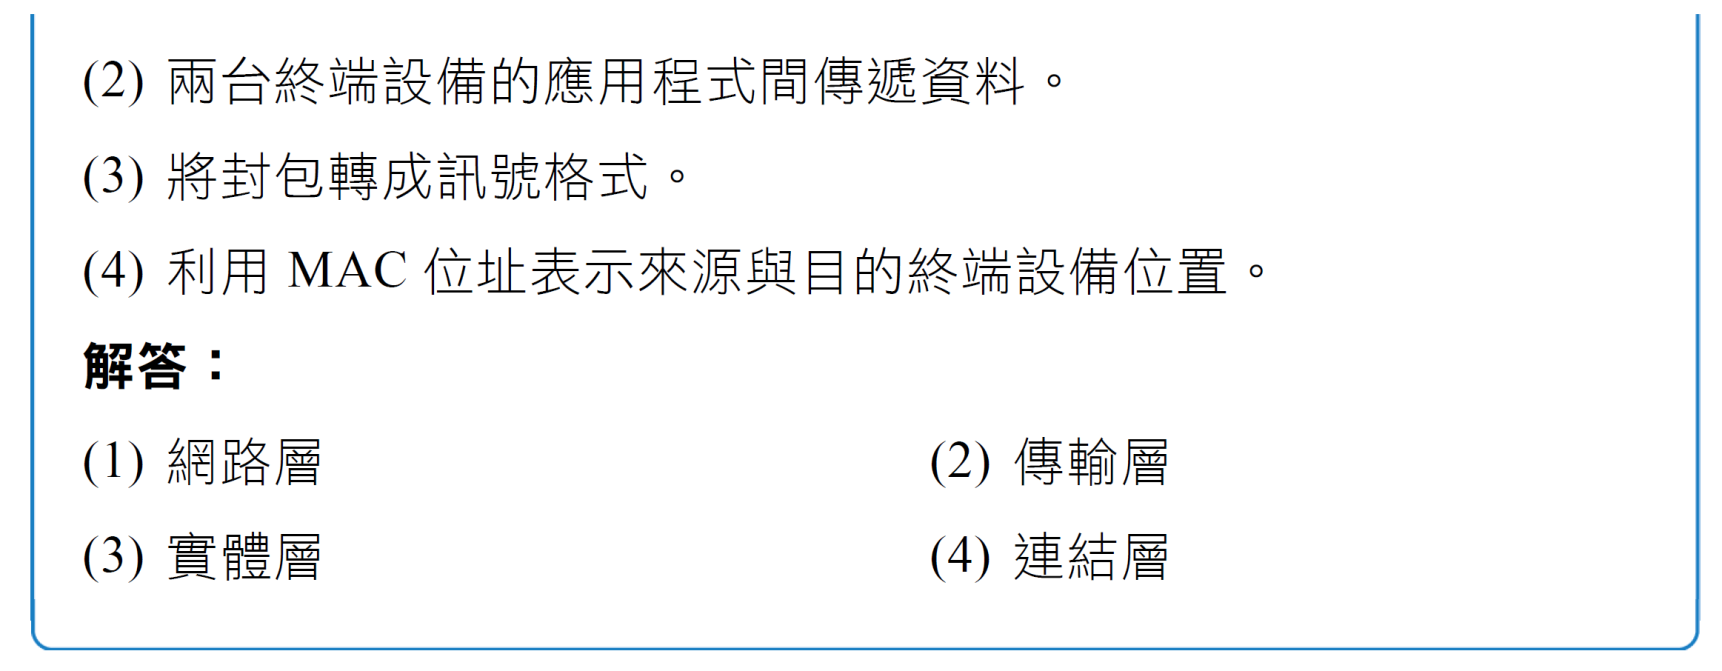 (2) 兩台終端設備的應用程式間傳遞資料。
(3) 將封包轉成訊號格式。
(4) 利用 MAC 位址表示來源與目的終端設備位置。
解答：
(1) 網路層 (2) 傳輸層
(3) 實體層 (4) 連結層